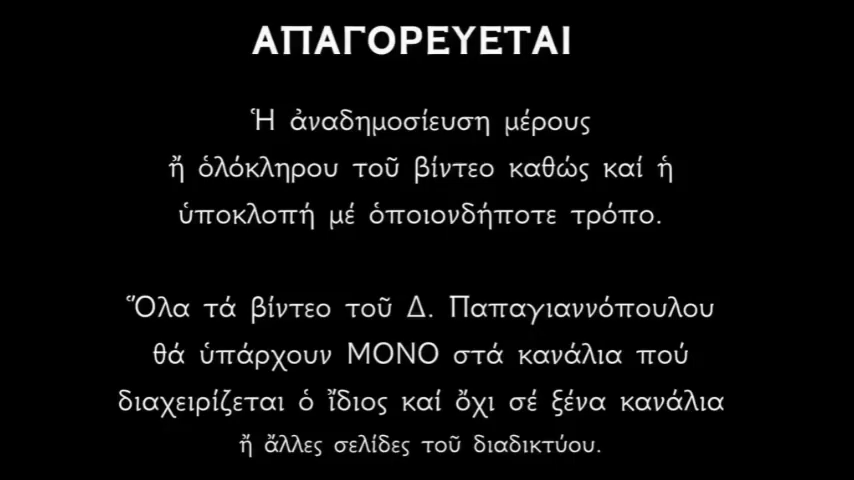 ΑΠΑΓΟΡΕΥΕΤΑΙ
Ἡ ἀναδημοσίευση μέρους
ἤ ὁλόκληρου τοῦ βίντεο καθώς καί ἡ
ὑποκλοπή μέ ὁποιονδήποτε τρόπο.
Ὅλα τά βίντεο τοῦ Δ. Παπαγιαννόπουλου
θά ὑπάρχουν ΜΟΝΟ στά κανάλια πού
διαχειρίζεται ὁ ἴδιος καί ὄχι σέ ξένα κανάλια
ἤ ἄλλες σελίδες τοῦ διαδικτύου.